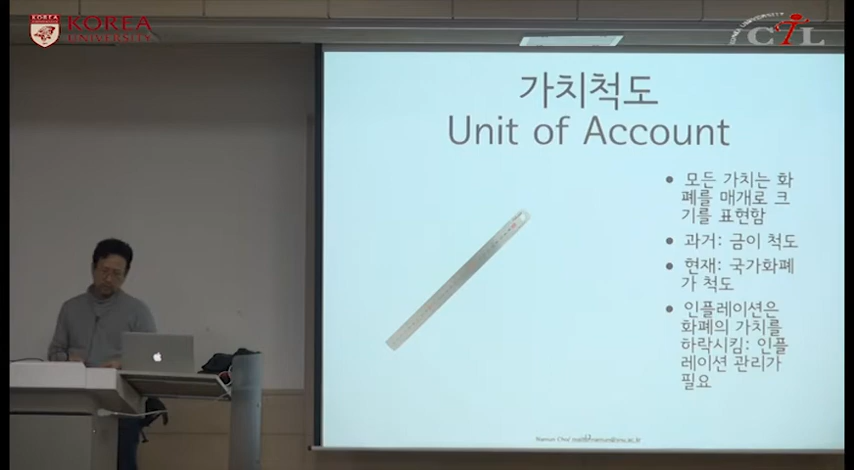 KOREA
UNIVERSITY
CTL
가치척도
Unit of Account
• 모든 가치는 화
폐를 매개로 크
기를 표현함
• 과거: 금이 척도
• 현재: 국가화폐
가 척도
• 인플레이션은
화폐의 가치를
하락시킴: 인플
레이션 관리가
필요